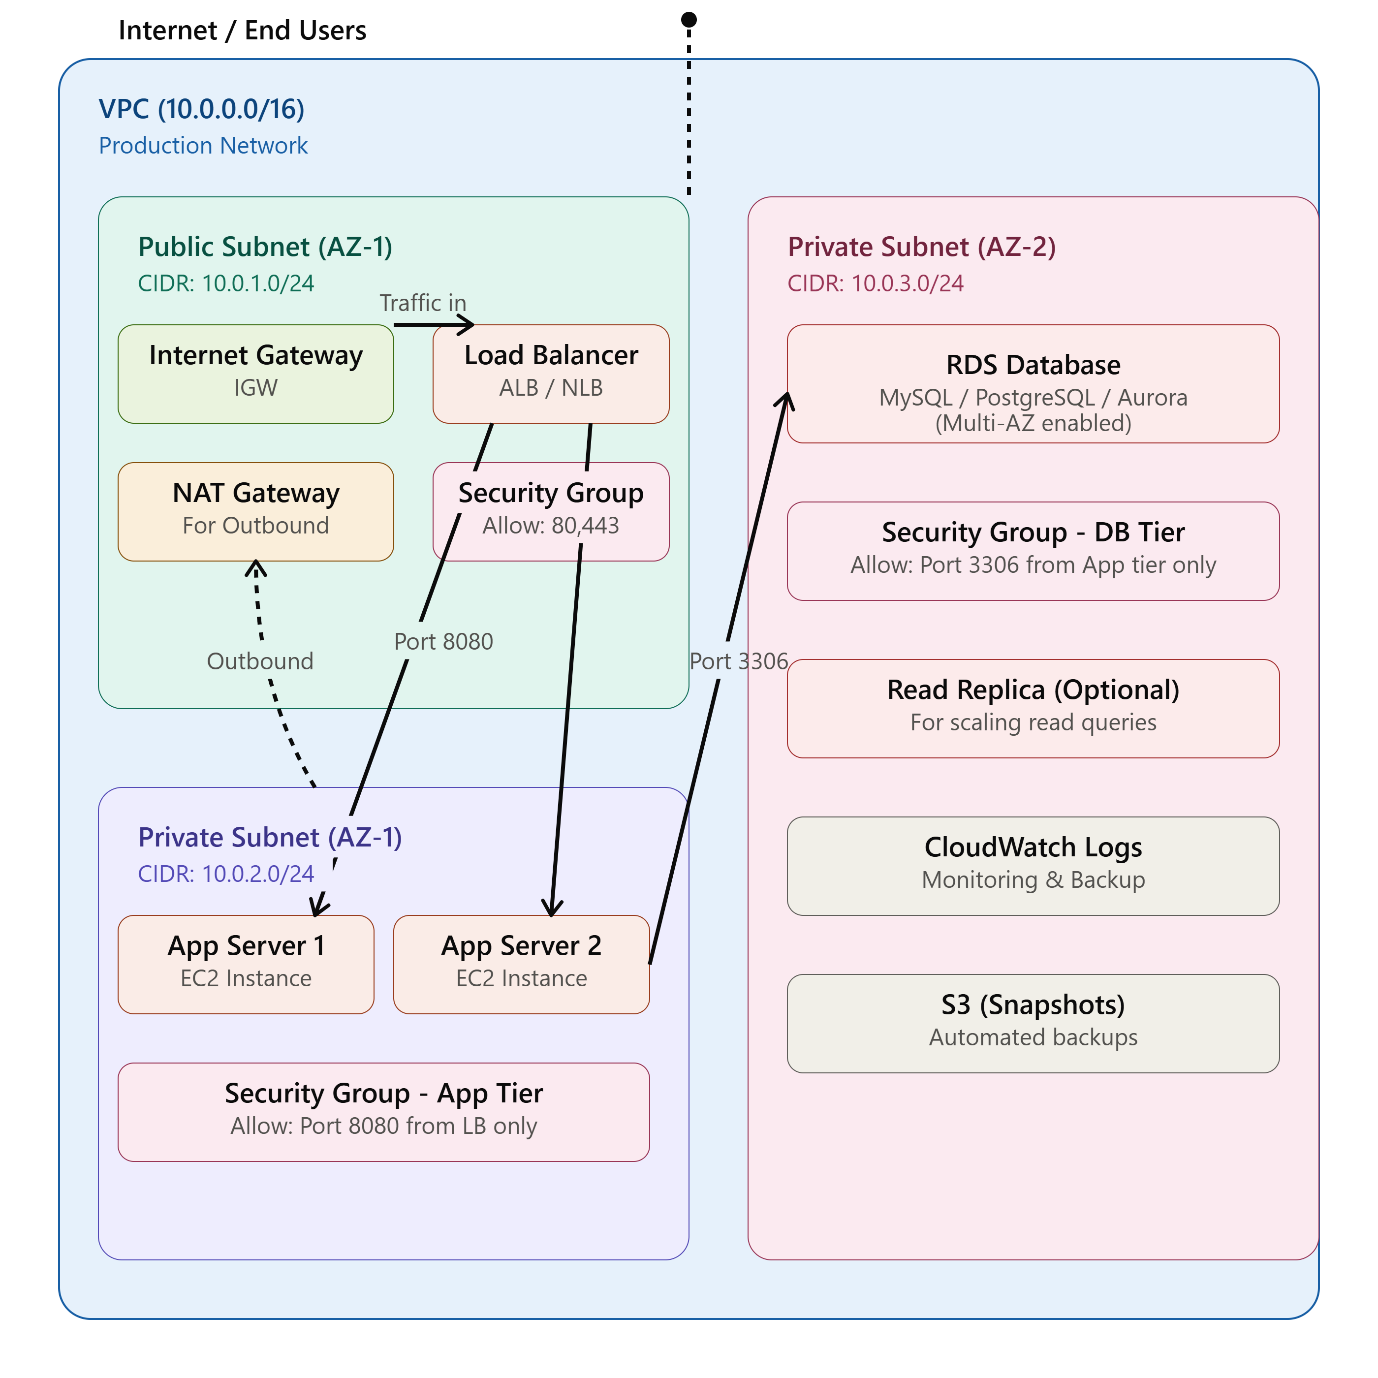 Internet / End Users
VPC (10.0.0.0/16)
Production Network
Public Subnet (AZ-1)
CIDR: 10.0.1.0/24
Traffic in
Internet Gateway
IGW
Load Balancer
ALB / NLB
NAT Gateway
For Outbound
Security Group
Allow: 80,443
Port 8080
Outbound
Port 3306
Private Subnet (AZ-1)
CIDR: 10.0.2.0/24
App Server 1
EC2 Instance
App Server 2
EC2 Instance
Security Group - App Tier
Allow: Port 8080 from LB only
Private Subnet (AZ-2)
CIDR: 10.0.3.0/24
RDS Database
MySQL / PostgreSQL / Aurora
(Multi-AZ enabled)
Security Group - DB Tier
Allow: Port 3306 from App tier only
Read Replica (Optional)
For scaling read queries
CloudWatch Logs
Monitoring & Backup
S3 (Snapshots)
Automated backups